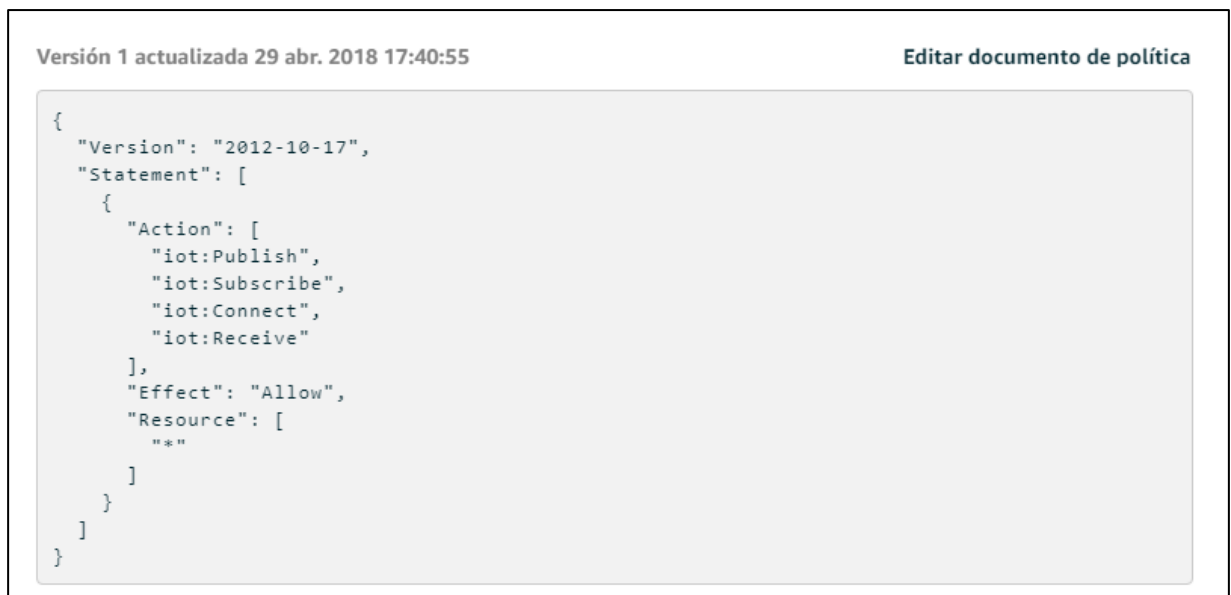 Versión 1 actualizada 29 abr. 2018 17:40:55 Editar documento de política
{
  "Version": "2012-10-17",
  "Statement": [
    {
      "Action": [
        "iot:Publish",
        "iot:Subscribe",
        "iot:Connect",
        "iot:Receive"
      ],
      "Effect": "Allow",
      "Resource": [
        "*"
      ]
    }
  ]
}